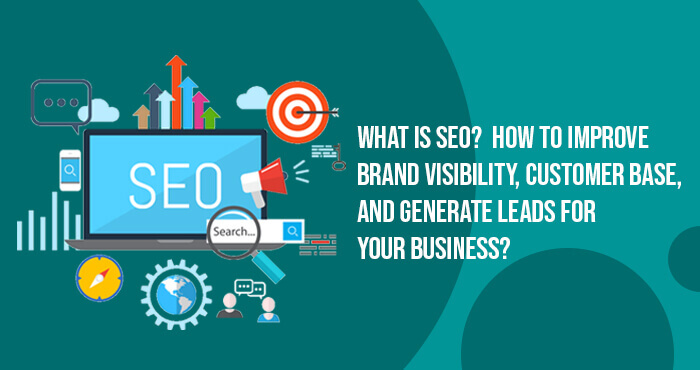 SEO
Search...
WHAT IS SEO? HOW TO IMPROVE
BRAND VISIBILITY, CUSTOMER BASE,
AND GENERATE LEADS FOR
YOUR BUSINESS?